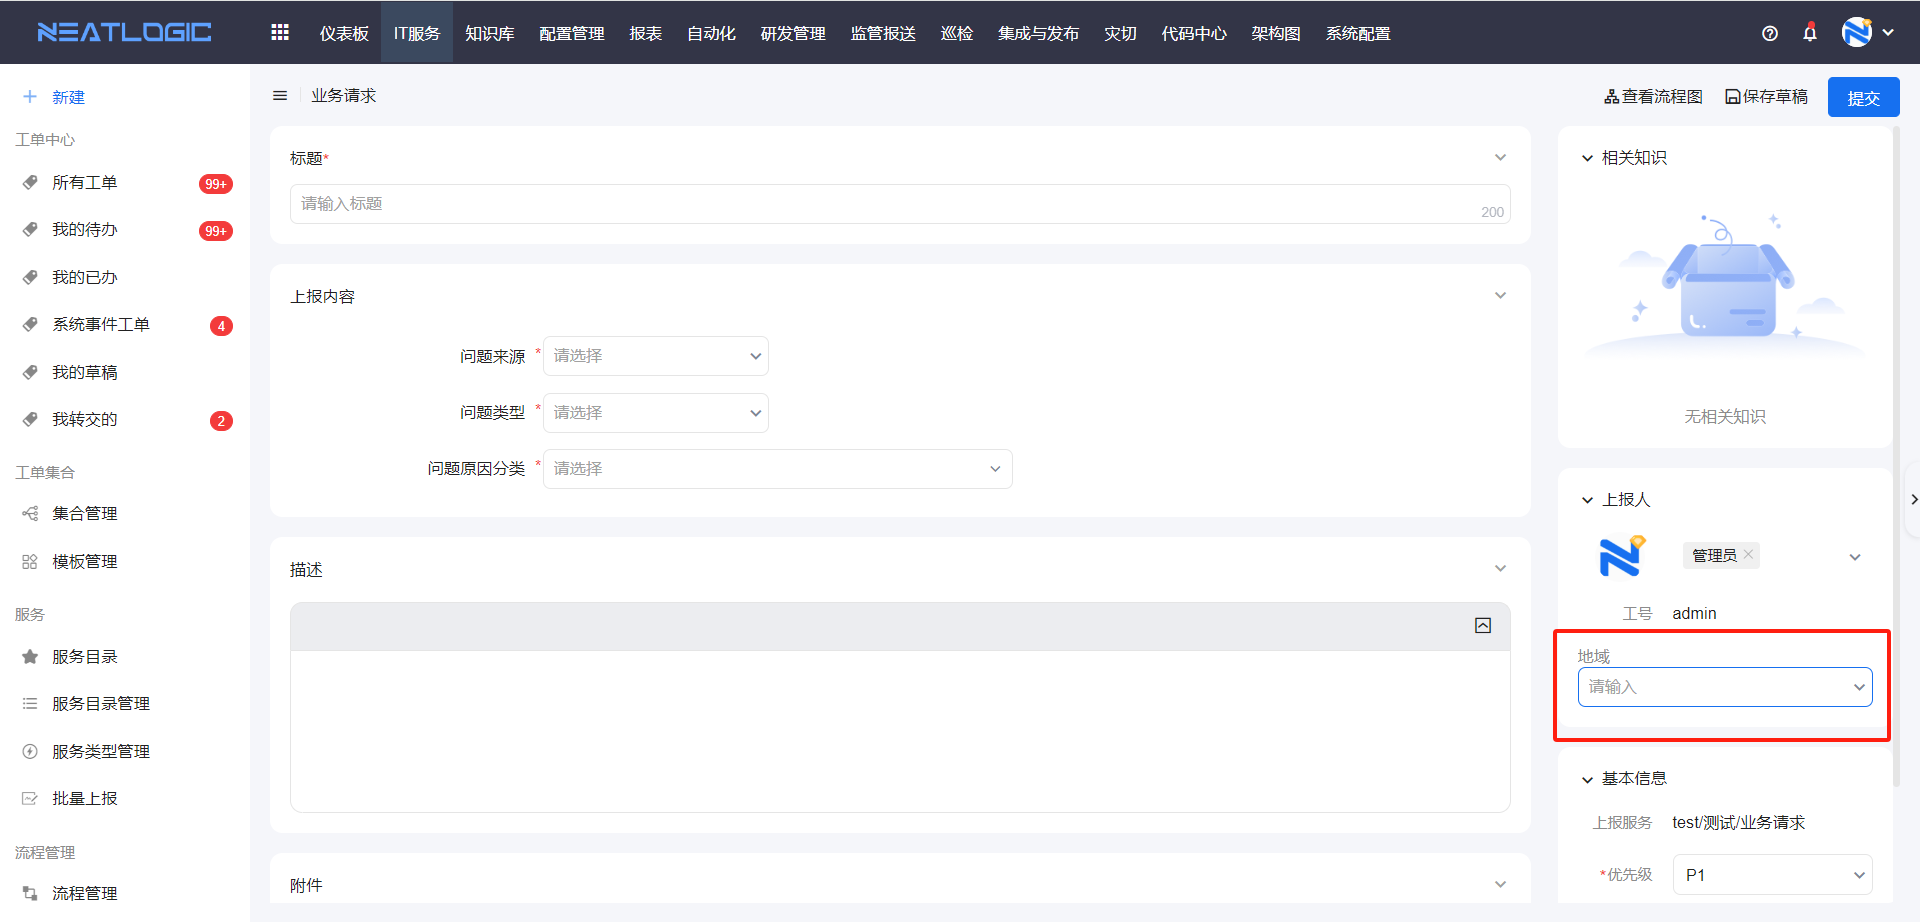 NEATLOGIC
仪表板 IT服务 知识库 配置管理 报表 自动化 研发管理 监管报送 巡检 集成与发布 灾切 代码中心 架构图 系统配置
新建
工单中心
所有工单 99+
我的待办 99+
我的已办
系统事件工单 4
我的草稿
我转交的 2
工单集合
集合管理
模板管理
服务
服务目录
服务目录管理
服务类型管理
批量上报
流程管理
流程管理
业务请求
查看流程图 保存草稿 提交
标题*
请输入标题
200
上报内容
问题来源 * 请选择
问题类型 * 请选择
问题原因分类 * 请选择
描述
附件
相关知识
无相关知识
上报人
管理员
工号 admin
地域
请输入
基本信息
上报服务 test/测试/业务请求
*优先级 P1